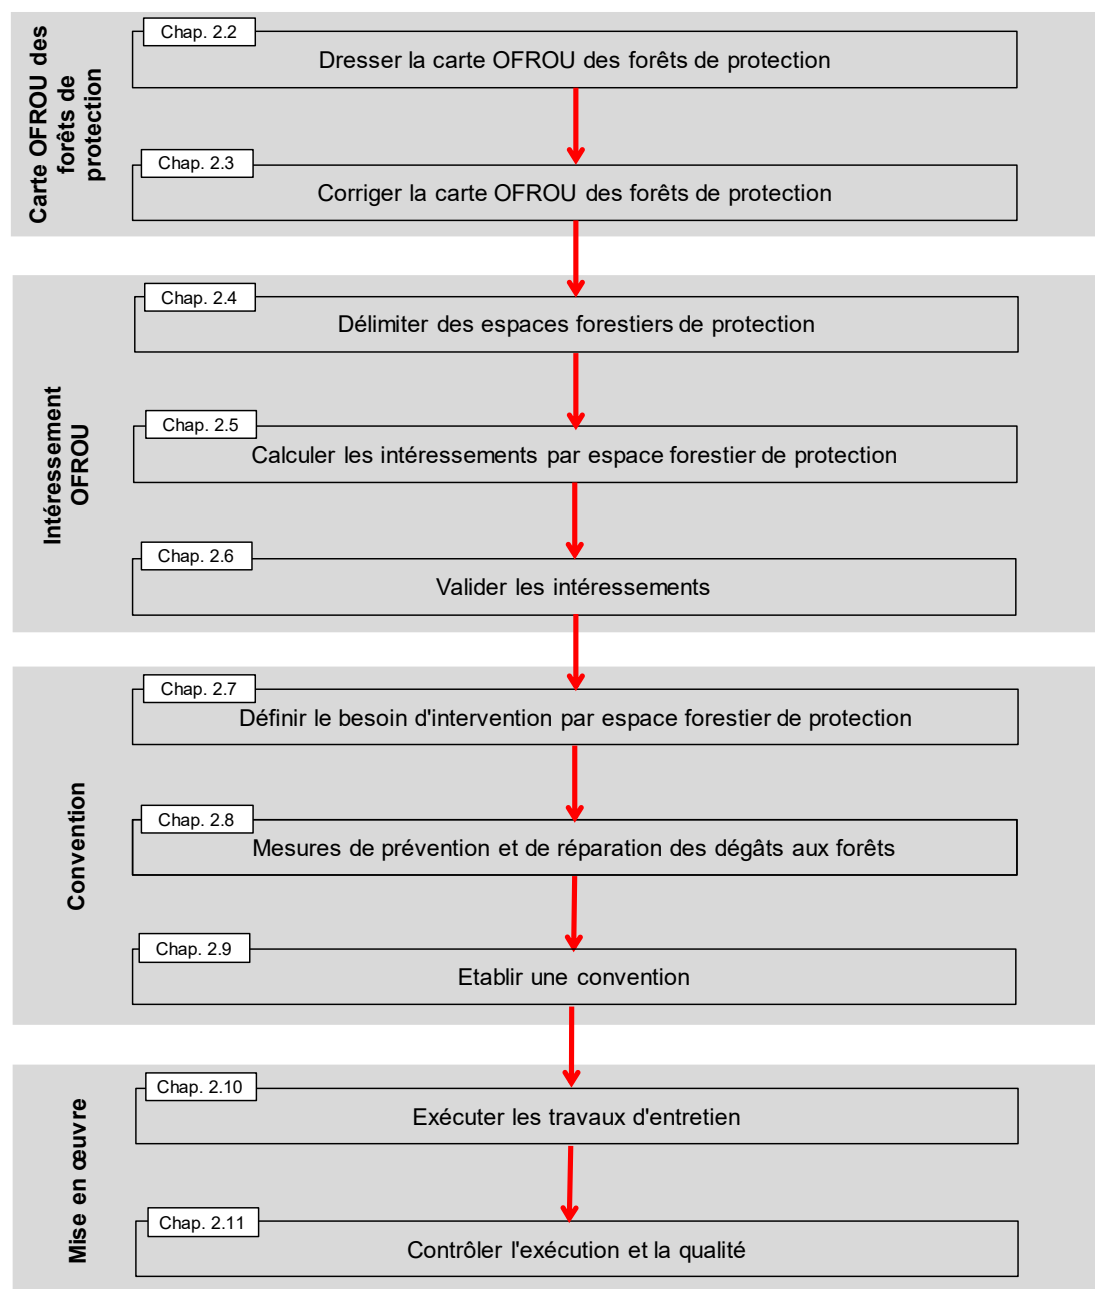 Carte OFROU des
forêts de
protection
Chap. 2.2
Dresser la carte OFROU des forêts de protection
Chap. 2.3
Corriger la carte OFROU des forêts de protection
Intéressement
OFROU
Chap. 2.4
Délimiter des espaces forestiers de protection
Chap. 2.5
Calculer les intéressements par espace forestier de protection
Chap. 2.6
Valider les intéressements
Convention
Chap. 2.7
Définir le besoin d'intervention par espace forestier de protection
Chap. 2.8
Mesures de prévention et de réparation des dégâts aux forêts
Chap. 2.9
Etablir une convention
Mise en œuvre
Chap. 2.10
Exécuter les travaux d'entretien
Chap. 2.11
Contrôler l'exécution et la qualité